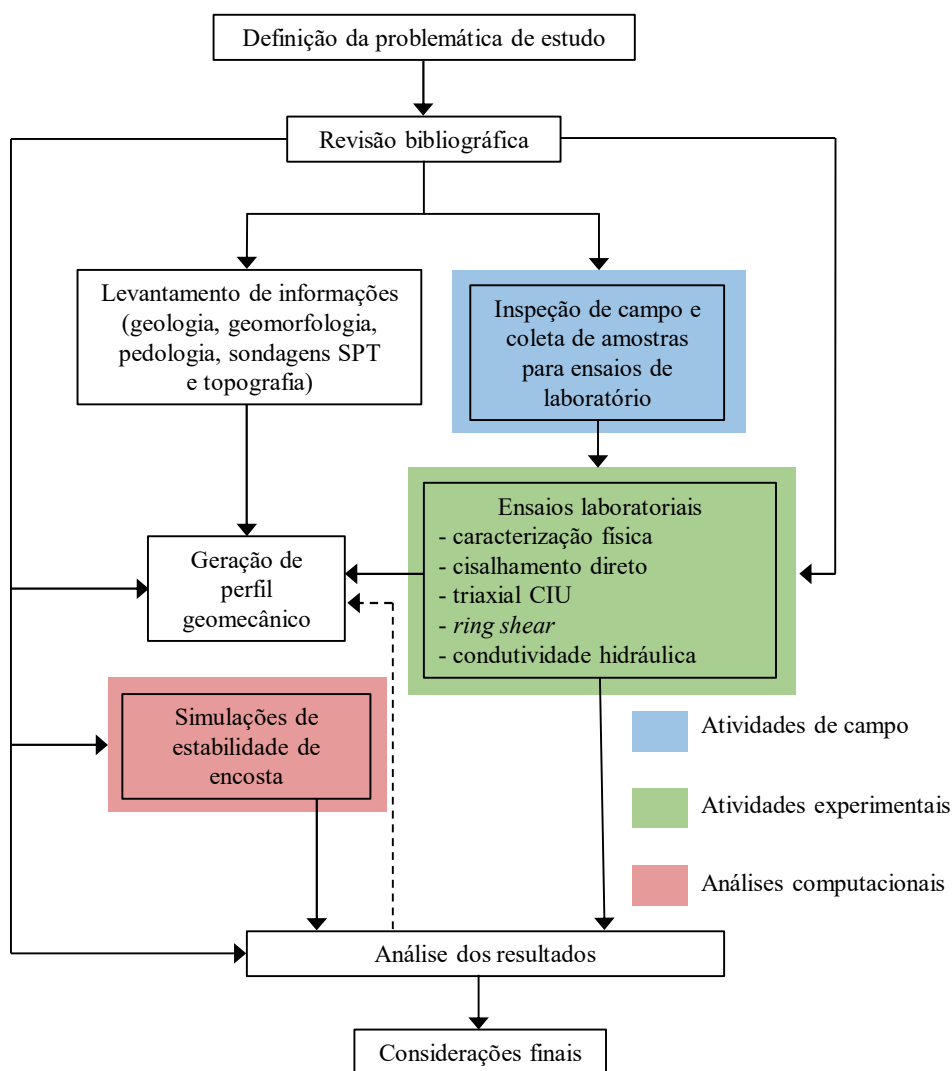 Definição da problemática de estudo
Revisão bibliográfica
Levantamento de informações
(geologia, geomorfologia,
pedologia, sondagens SPT
e topografia)
Inspeção de campo e
coleta de amostras
para ensaios de
laboratório
Ensaios laboratoriais
- caracterização física
- cisalhamento direto
- triaxial CIU
- ring shear
- condutividade hidráulica
Geração de
perfil
geomecânico
Simulações de
estabilidade de
encosta
Atividades de campo
Atividades experimentais
Análises computacionais
Análise dos resultados
Considerações finais